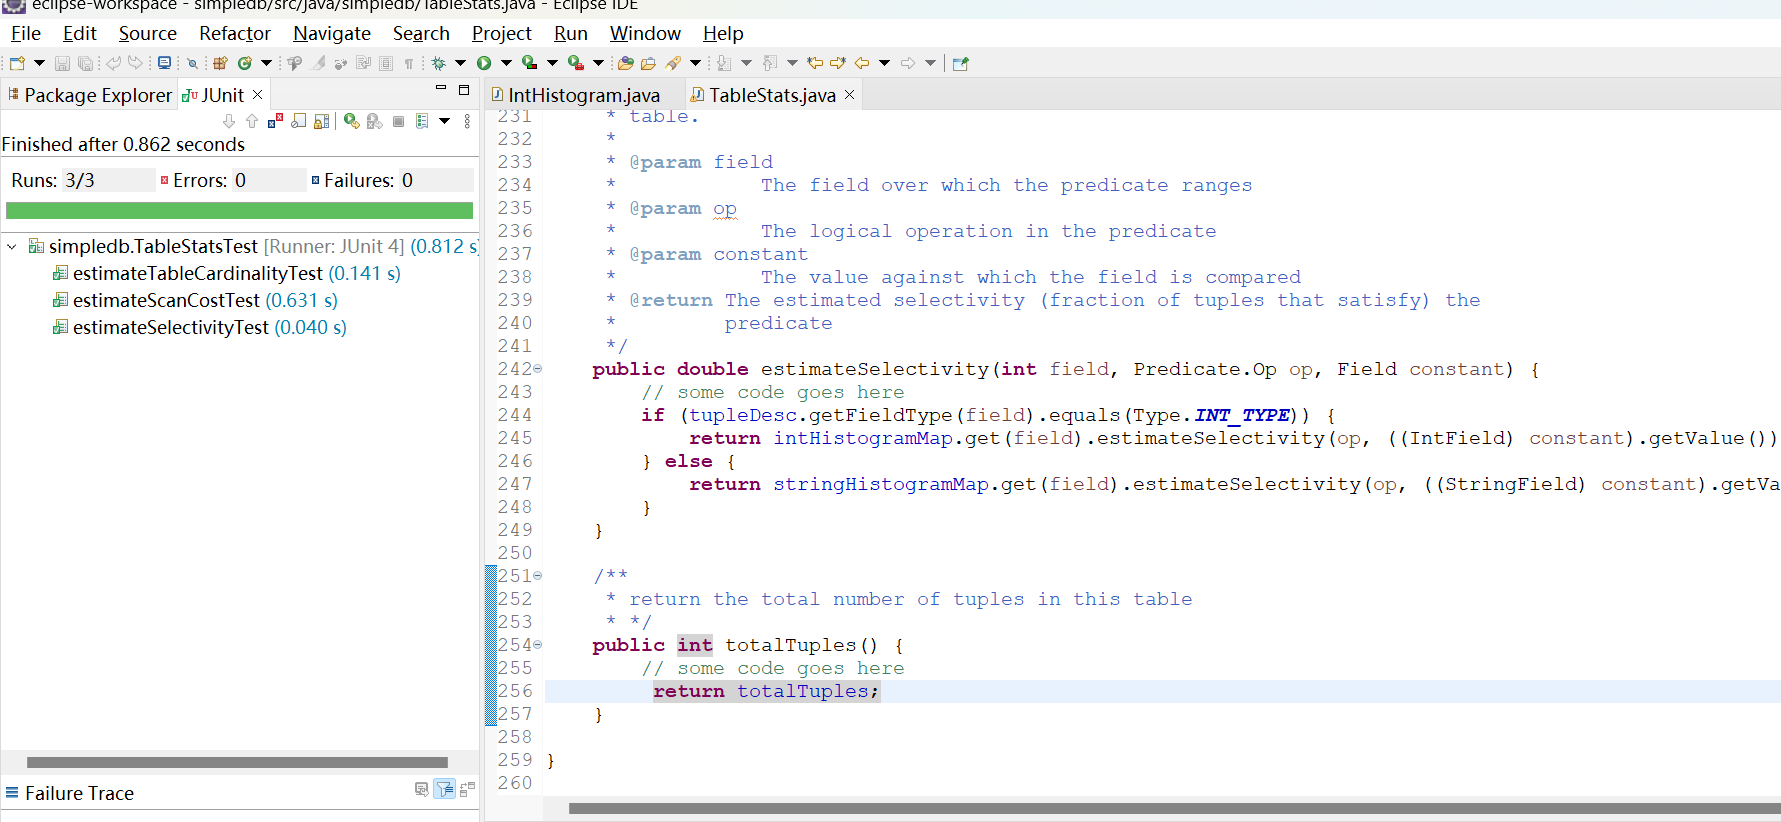 eclipse-workspace - simpledb/src/java/simpledb/TableStats.java - Eclipse IDE
File Edit Source Refactor Navigate Search Project Run Window Help
Package Explorer JUnit
IntHistogram.java TableStats.java
Finished after 0.862 seconds
Runs: 3/3 Errors: 0 Failures: 0
simpledb.TableStatsTest [Runner: JUnit 4] (0.812 s)
estimateTableCardinalityTest (0.141 s)
estimateScanCostTest (0.631 s)
estimateSelectivityTest (0.040 s)
Failure Trace
231 * table.
232 *
233 * @param field
234 * The field over which the predicate ranges
235 * @param op
236 * The logical operation in the predicate
237 * @param constant
238 * The value against which the field is compared
239 * @return The estimated selectivity (fraction of tuples that satisfy) the
240 * predicate
241 */
242 public double estimateSelectivity(int field, Predicate.Op op, Field constant) {
243 // some code goes here
244 if (tupleDesc.getFieldType(field).equals(Type.INT_TYPE)) {
245 return intHistogramMap.get(field).estimateSelectivity(op, ((IntField) constant).getValue())
246 } else {
247 return stringHistogramMap.get(field).estimateSelectivity(op, ((StringField) constant).getVa
248 }
249 }
250
251 /**
252 * return the total number of tuples in this table
253 * */
254 public int totalTuples() {
255 // some code goes here
256 return totalTuples;
257 }
258
259 }
260